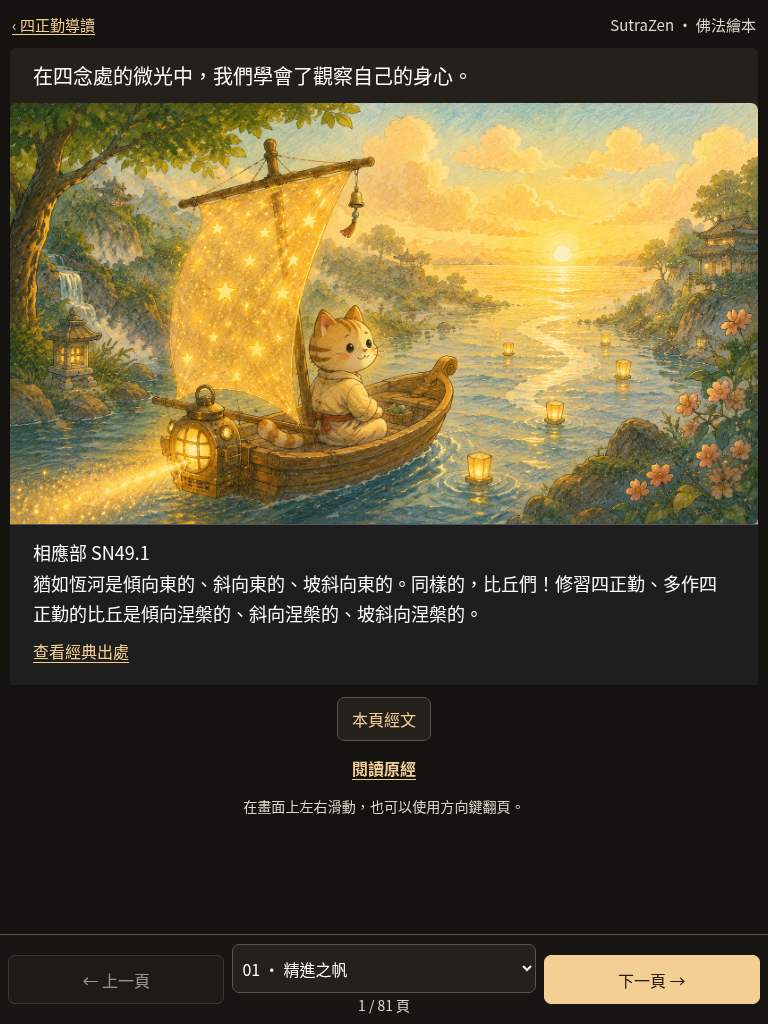 ‹ 四正勤導讀
SutraZen ・ 佛法繪本
在四念處的微光中，我們學會了觀察自己的身心。
相應部 SN49.1
猶如恆河是傾向東的、斜向東的、坡斜向東的。同樣的，比丘們！修習四正勤、多作四
正勤的比丘是傾向涅槃的、斜向涅槃的、坡斜向涅槃的。
查看經典出處
本頁經文
閱讀原經
在畫面上左右滑動，也可以使用方向鍵翻頁。
← 上一頁
01 ・ 精進之帆
下一頁 →
1 / 81 頁